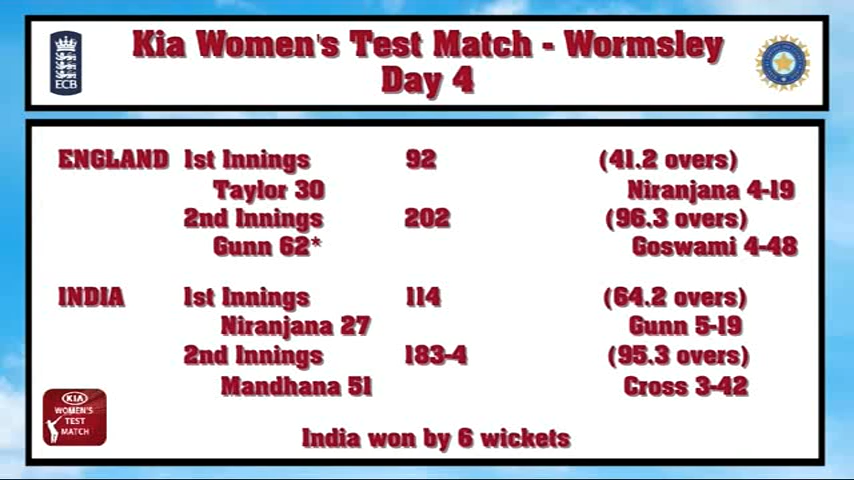 Kia Women's Test Match - Wormsley
Day 4
ECB
ENGLAND 1st Innings 92 (41.2 overs)
Taylor 30 Niranjana 4-19
2nd Innings 202 (96.3 overs)
Gunn 62* Goswami 4-48
INDIA 1st Innings 114 (64.2 overs)
Niranjana 27 Gunn 5-19
2nd Innings 183-4 (95.3 overs)
Mandhana 51 Cross 3-42
India won by 6 wickets
KIA
WOMEN'S
TEST
MATCH